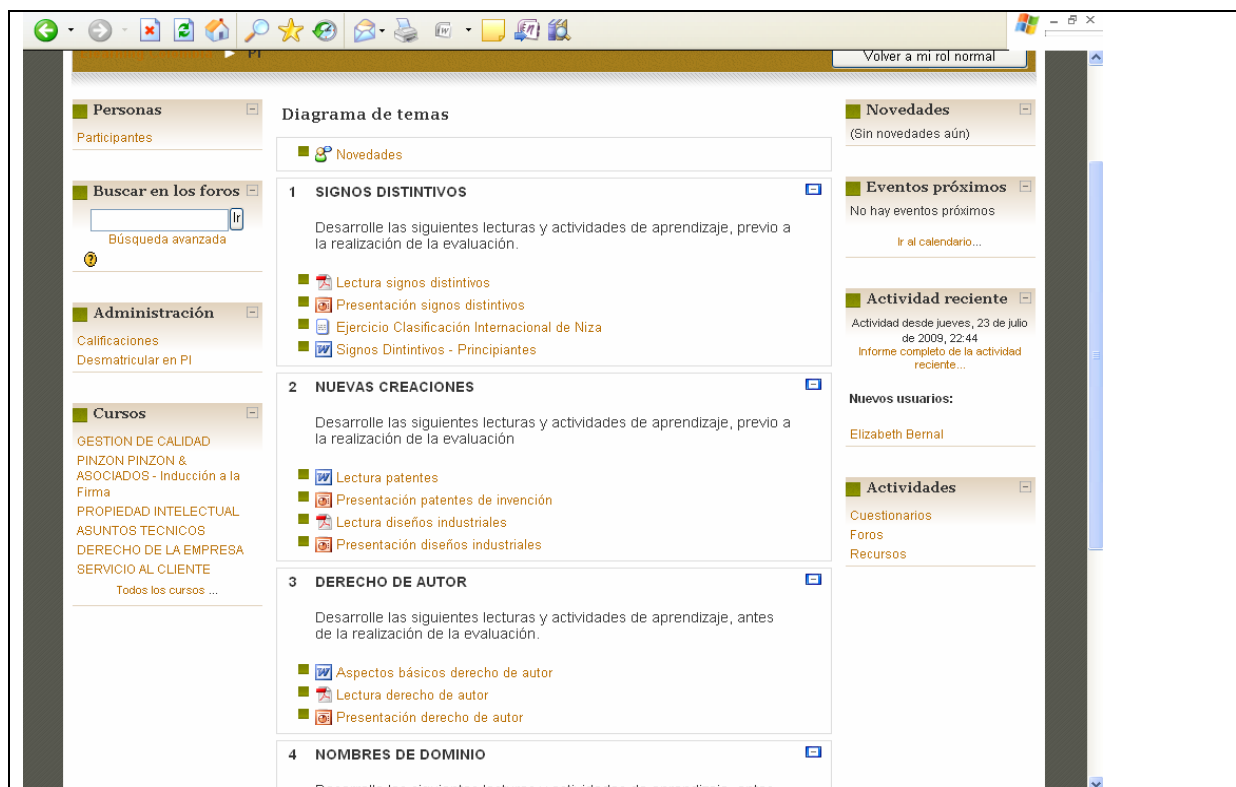 PI
Volver a mi rol normal
Personas
Participantes
Buscar en los foros
Ir
Búsqueda avanzada
Administración
Calificaciones
Desmatricular en PI
Cursos
GESTION DE CALIDAD
PINZON PINZON &
ASOCIADOS - Inducción a la
Firma
PROPIEDAD INTELECTUAL
ASUNTOS TECNICOS
DERECHO DE LA EMPRESA
SERVICIO AL CLIENTE
Todos los cursos ...
Diagrama de temas
Novedades
1 SIGNOS DISTINTIVOS
Desarrolle las siguientes lecturas y actividades de aprendizaje, previo a
la realización de la evaluación.
Lectura signos distintivos
Presentación signos distintivos
Ejercicio Clasificación Internacional de Niza
Signos Dintintivos - Principiantes
2 NUEVAS CREACIONES
Desarrolle las siguientes lecturas y actividades de aprendizaje, previo a
la realización de la evaluación
Lectura patentes
Presentación patentes de invención
Lectura diseños industriales
Presentación diseños industriales
3 DERECHO DE AUTOR
Desarrolle las siguientes lecturas y actividades de aprendizaje, antes
de la realización de la evaluación.
Aspectos básicos derecho de autor
Lectura derecho de autor
Presentación derecho de autor
4 NOMBRES DE DOMINIO
Novedades
(Sin novedades aún)
Eventos próximos
No hay eventos próximos
Ir al calendario...
Actividad reciente
Actividad desde jueves, 23 de julio
de 2009, 22:44
Informe completo de la actividad
reciente...
Nuevos usuarios:
Elizabeth Bernal
Actividades
Cuestionarios
Foros
Recursos